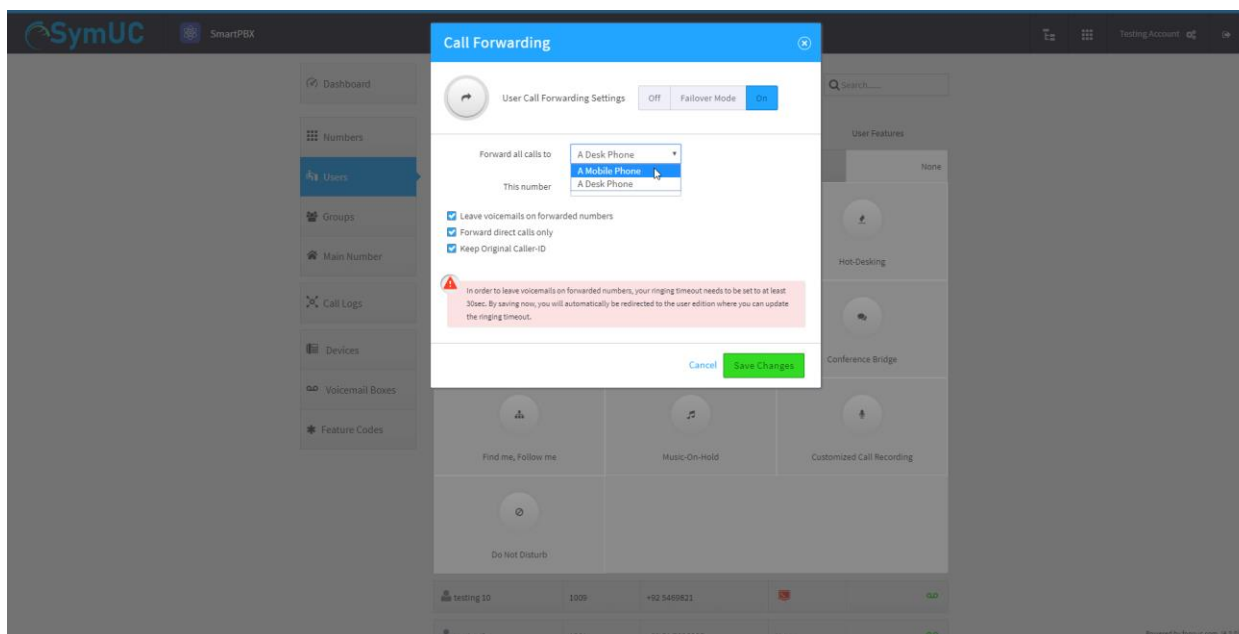 SymUC
SmartPBX
Testing Account
Dashboard
Numbers
Users
Groups
Main Number
Call Logs
Devices
Voicemail Boxes
Feature Codes
Call Forwarding
User Call Forwarding Settings
Off
Failover Mode
On
Forward all calls to
A Desk Phone
A Mobile Phone
A Desk Phone
This number
Leave voicemails on forwarded numbers
Forward direct calls only
Keep Original Caller-ID
In order to leave voicemails on forwarded numbers, your ringing timeout needs to be set to at least
30sec. By saving now, you will automatically be redirected to the user edition where you can update
the ringing timeout.
Cancel
Save Changes
Search......
User Features
None
Hot-Desking
Conference Bridge
Find me, Follow me
Music-On-Hold
Customized Call Recording
Do Not Disturb
testing 10
1009
+92 5469821